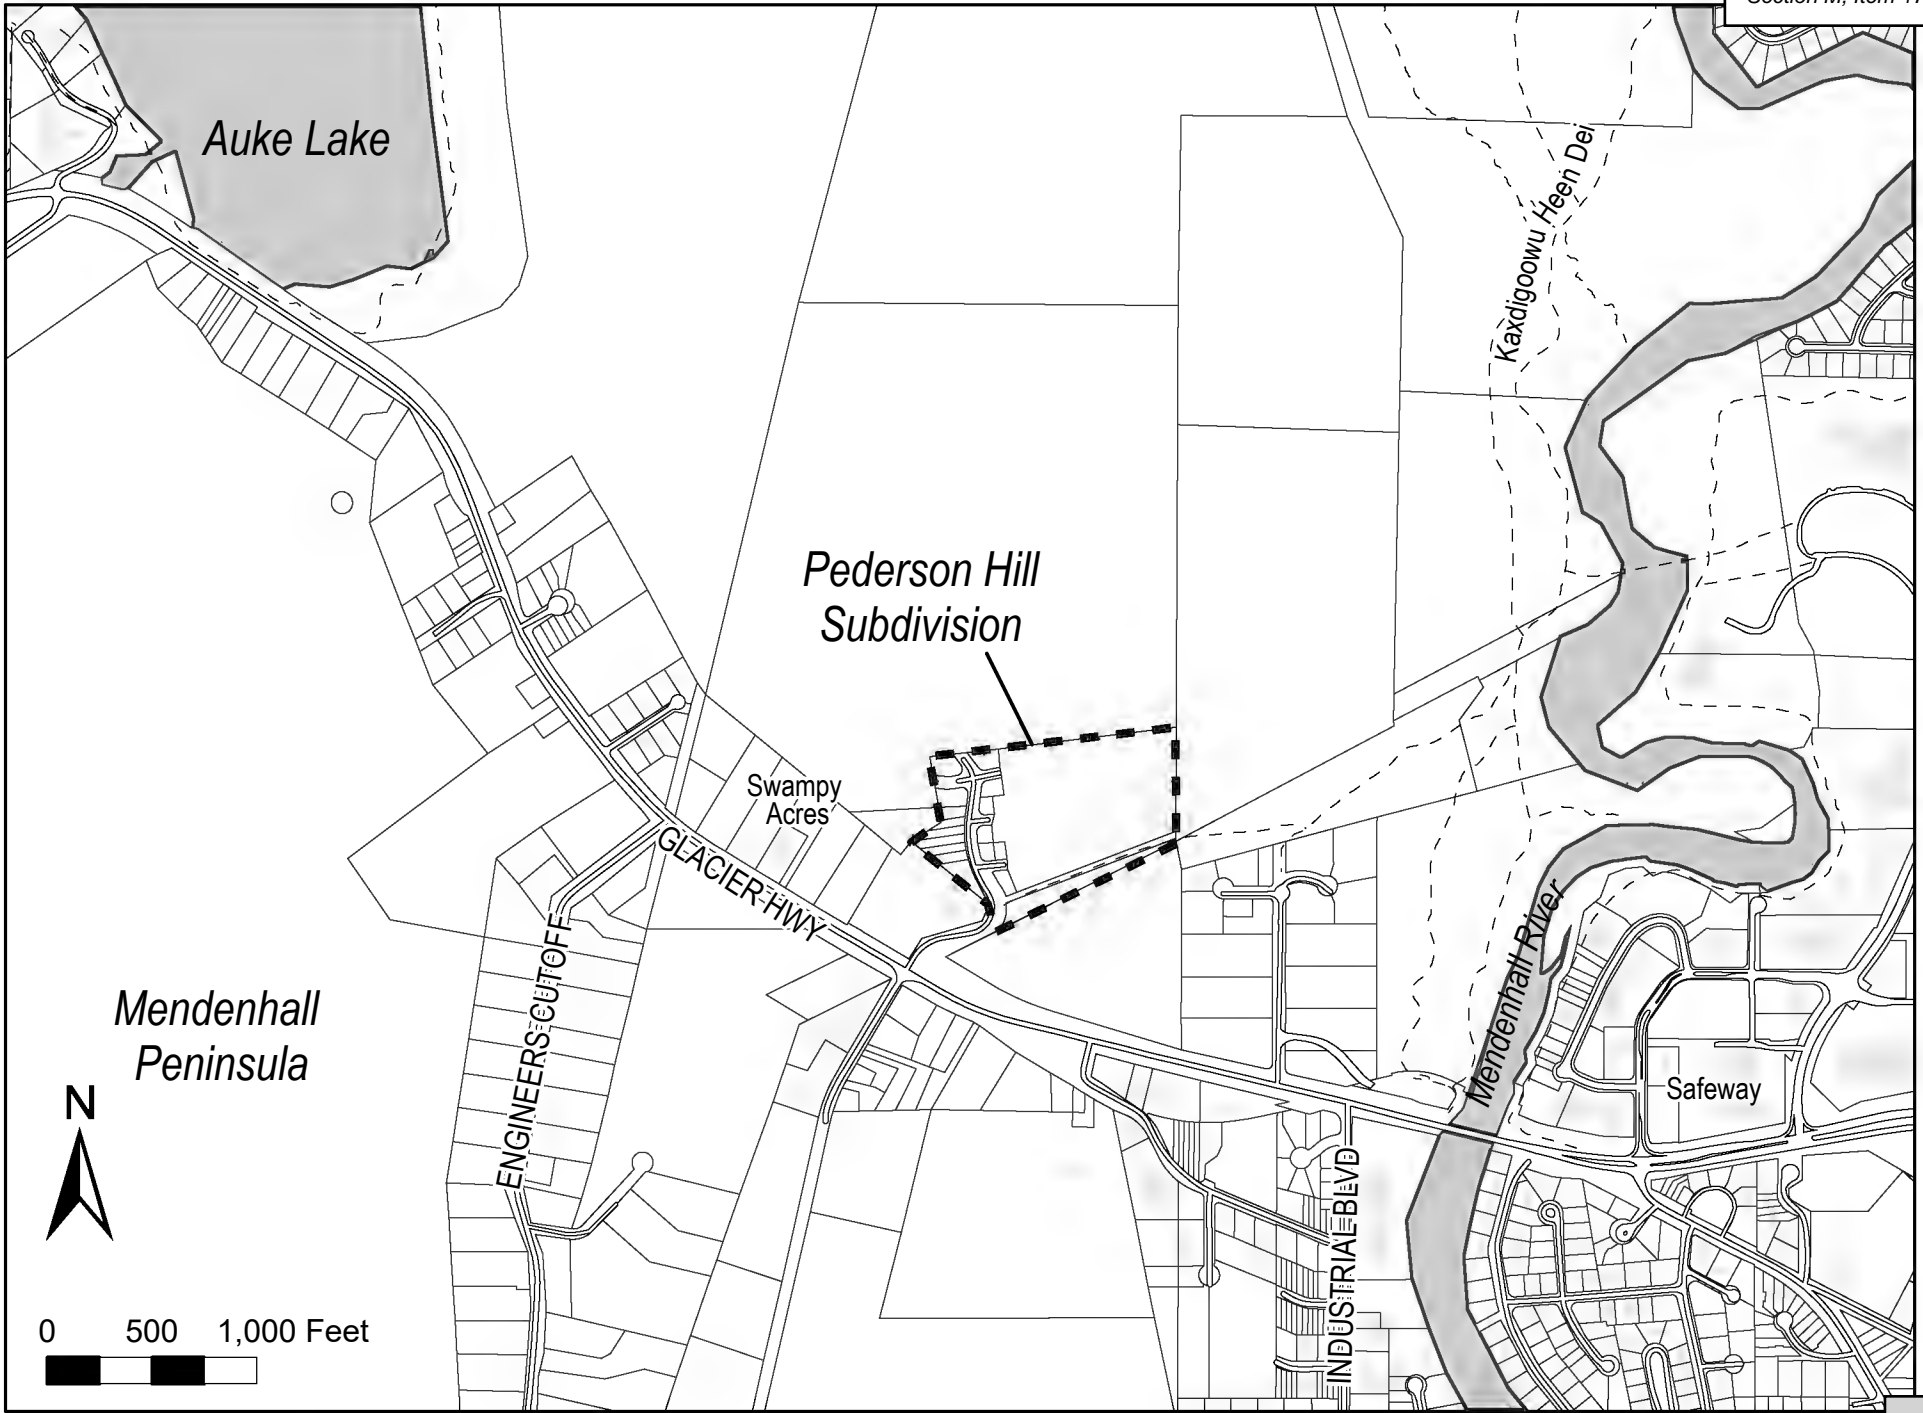 Auke Lake
Kaxdigoowu Heen Dei
Pederson Hill
Subdivision
Swampy
Acres
GLACIER HWY
ENGINEERS CUTOFF
Mendenhall
Peninsula
Mendenhall River
Safeway
INDUSTRIAL BLVD
N
0 500 1,000 Feet